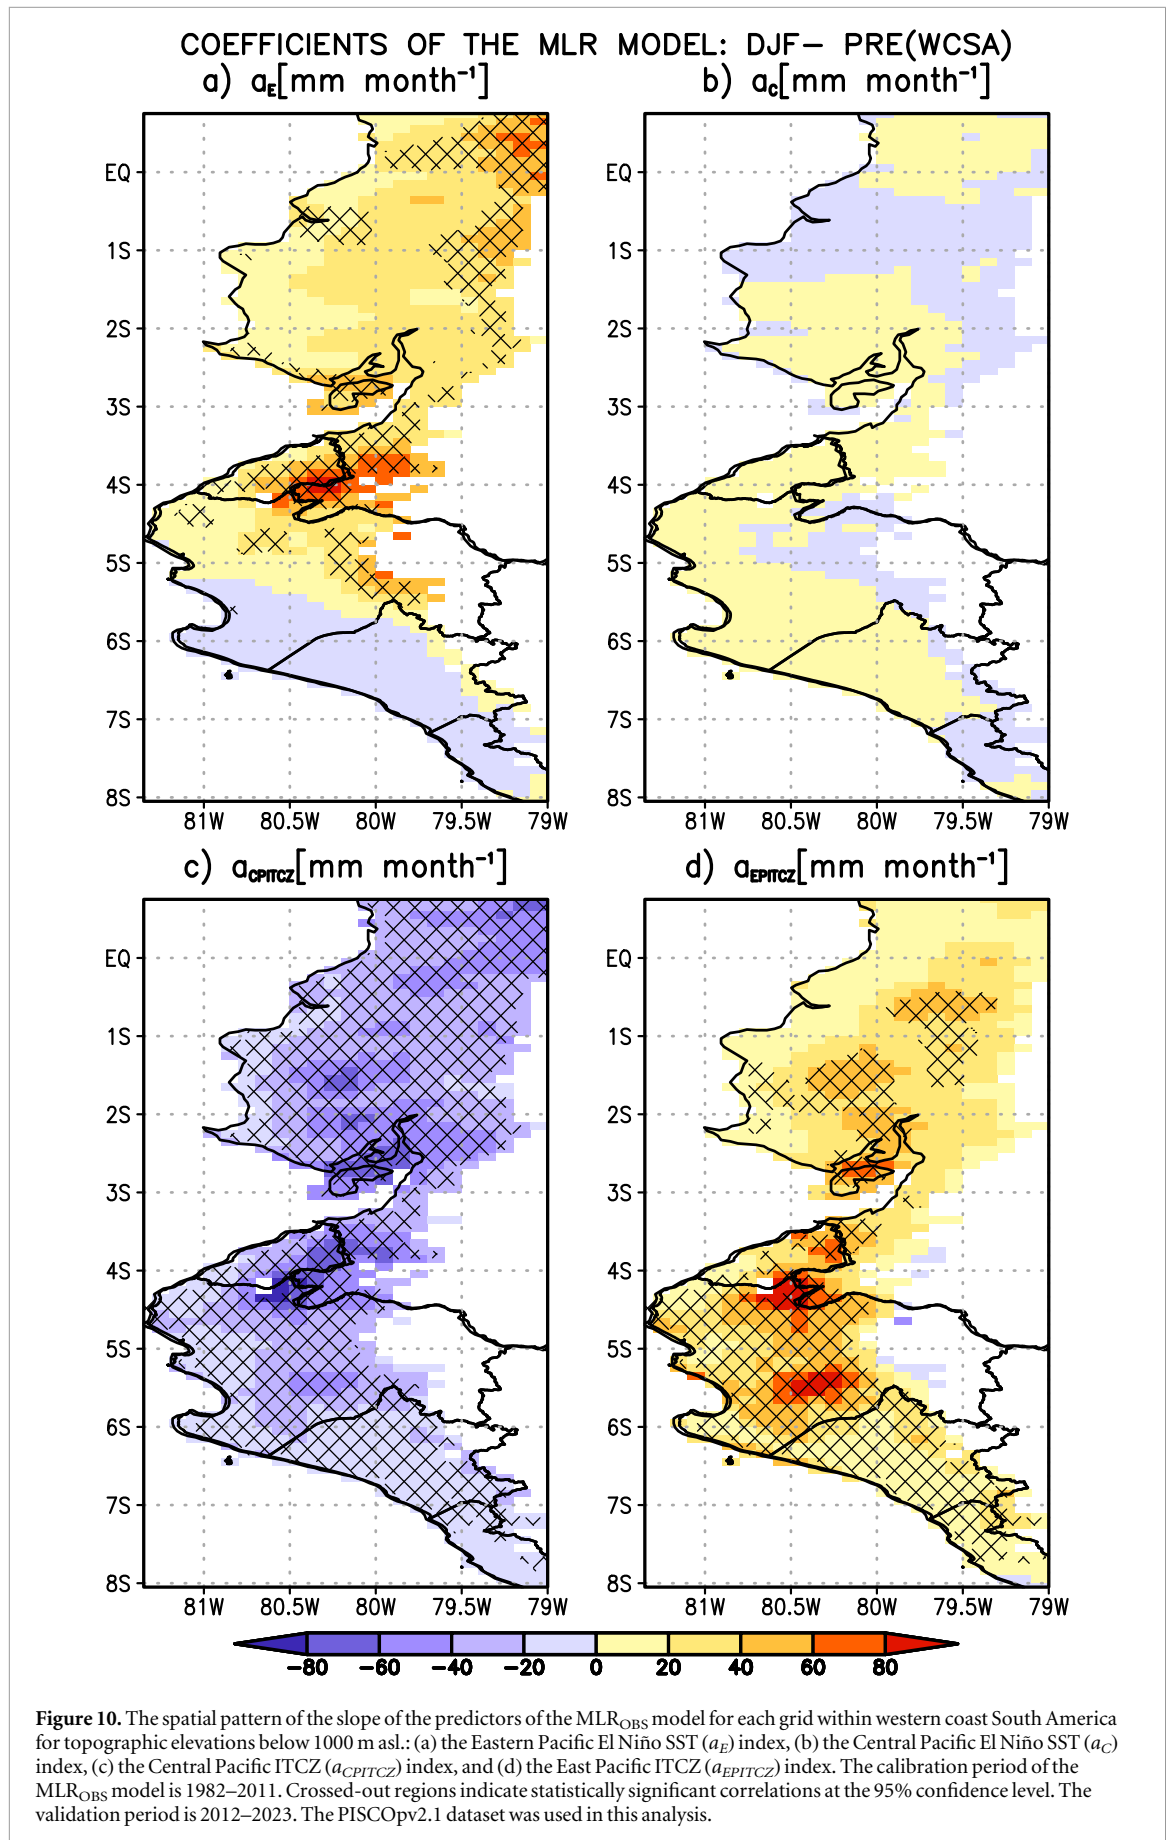 COEFFICIENTS OF THE MLR MODEL: DJF– PRE(WCSA)
a) aE[mm month⁻¹]
b) aC[mm month⁻¹]
EQ
1S
2S
3S
4S
5S
6S
7S
8S
81W 80.5W 80W 79.5W 79W
EQ
1S
2S
3S
4S
5S
6S
7S
8S
81W 80.5W 80W 79.5W 79W
c) aCPITCZ[mm month⁻¹]
d) aEPITCZ[mm month⁻¹]
EQ
1S
2S
3S
4S
5S
6S
7S
8S
81W 80.5W 80W 79.5W 79W
EQ
1S
2S
3S
4S
5S
6S
7S
8S
81W 80.5W 80W 79.5W 79W
−80 −60 −40 −20 0 20 40 60 80
Figure 10. The spatial pattern of the slope of the predictors of the MLROBS model for each grid within western coast South America
for topographic elevations below 1000 m asl.: (a) the Eastern Pacific El Niño SST (aE) index, (b) the Central Pacific El Niño SST (aC)
index, (c) the Central Pacific ITCZ (aCPITCZ) index, and (d) the East Pacific ITCZ (aEPITCZ) index. The calibration period of the
MLROBS model is 1982–2011. Crossed-out regions indicate statistically significant correlations at the 95% confidence level. The
validation period is 2012–2023. The PISCOpv2.1 dataset was used in this analysis.